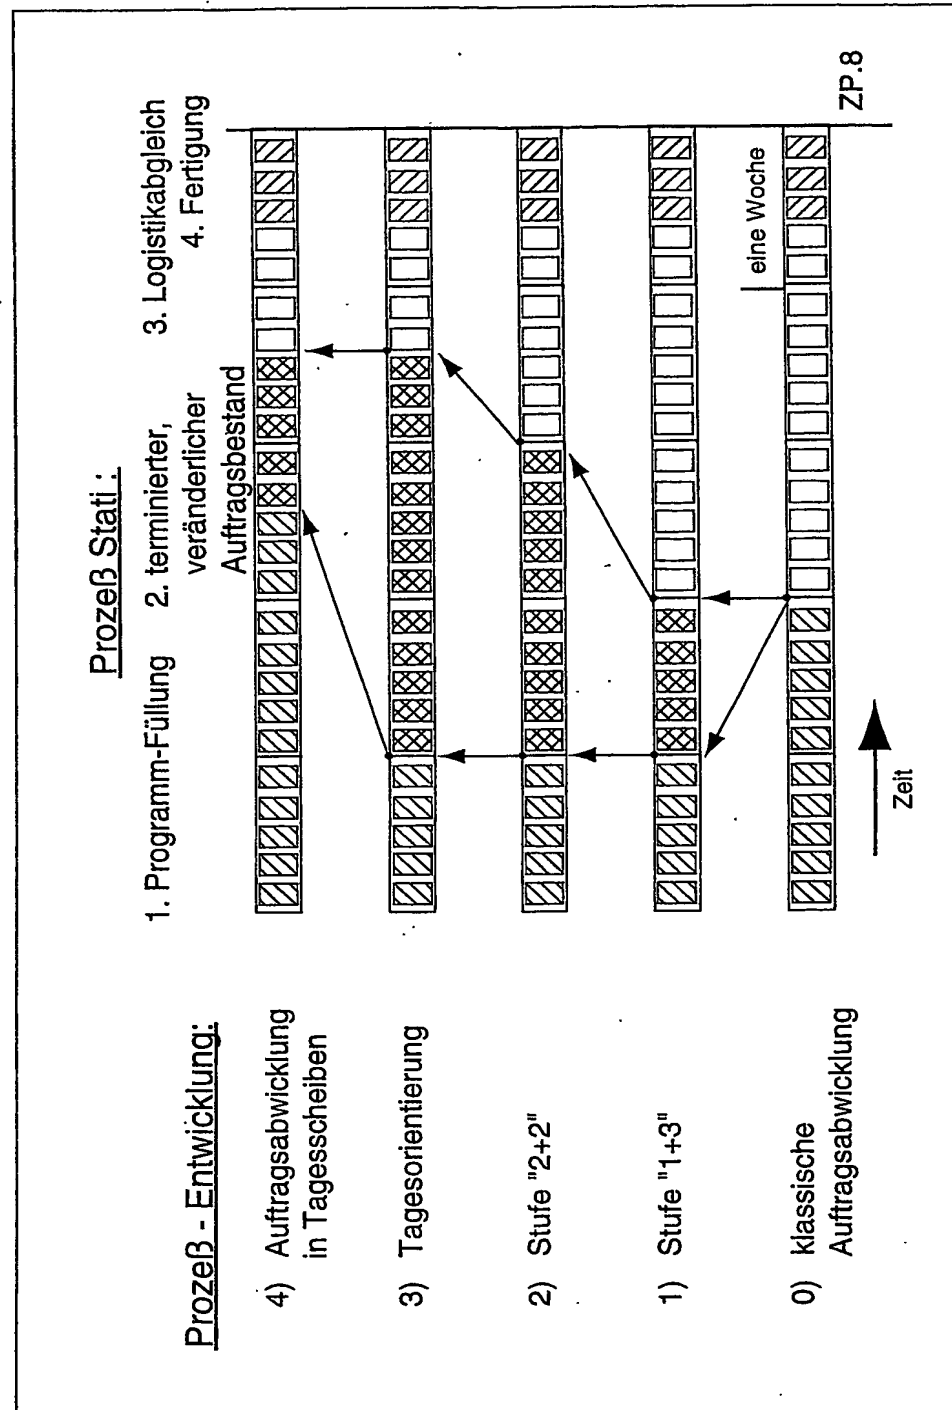 Prozeß Stati :
1. Programm-Füllung
2. terminierter,
veränderlicher
Auftragsbestand
3. Logistikabgleich
4. Fertigung
Prozeß - Entwicklung:
4) Auftragsabwicklung
in Tagesscheiben
3) Tagesorientierung
2) Stufe "2+2"
1) Stufe "1+3"
0) klassische
Auftragsabwicklung
eine Woche
ZP.8
Zeit